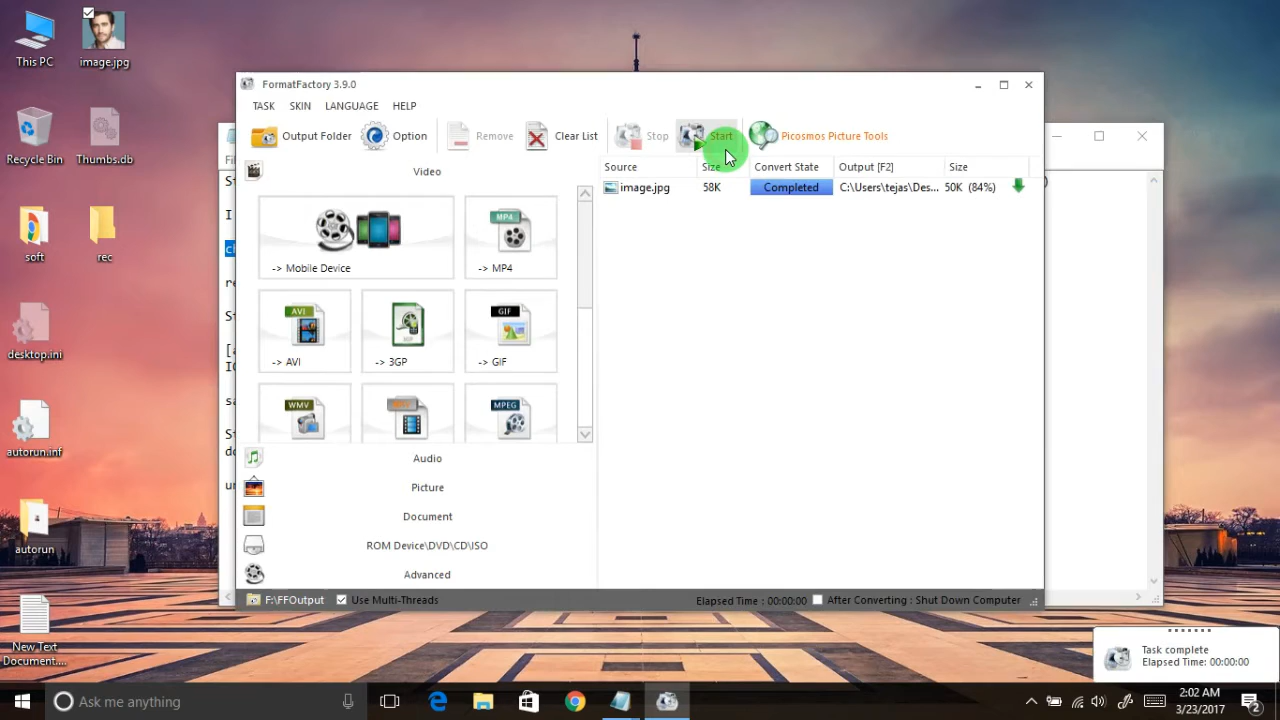 This PC
image.jpg
Recycle Bin
Thumbs.db
soft
rec
desktop.ini
autorun.inf
autorun
New Text
Document....
FormatFactory 3.9.0
TASK SKIN LANGUAGE HELP
Output Folder Option Remove Clear List Stop Start Picosmos Picture Tools
Video
-> Mobile Device
MP4
-> MP4
AVI
-> AVI
3GP
-> 3GP
GIF
-> GIF
WMV
MPEG
Audio
Picture
Document
ROM Device\DVD\CD\ISO
Advanced
Source Size Convert State Output [F2] Size
image.jpg 58K Completed C:\Users\tejas\Des... 50K (84%)
F:\FFOutput Use Multi-Threads Elapsed Time : 00:00:00 After Converting : Shut Down Computer
Task complete
Elapsed Time: 00:00:00
Ask me anything
2:02 AM
3/23/2017
2